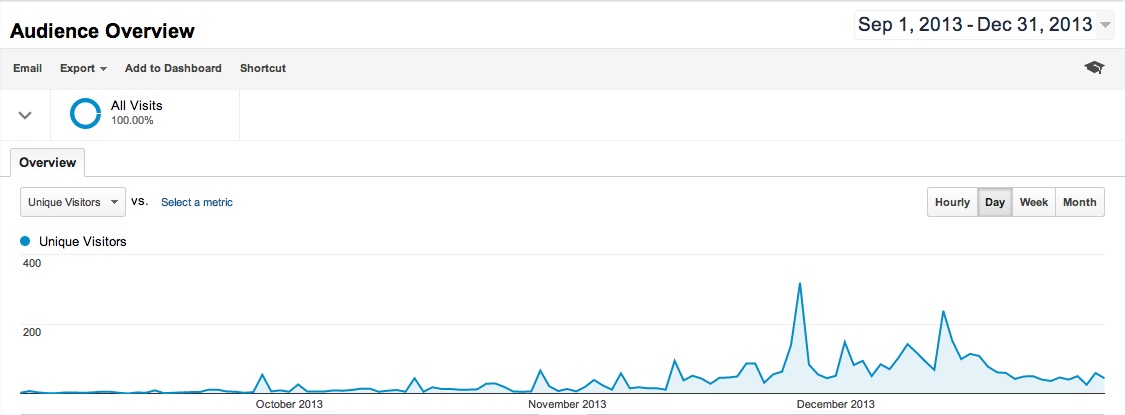 Audience Overview
Sep 1, 2013 - Dec 31, 2013
Email Export Add to Dashboard Shortcut
All Visits
100.00%
Overview
Unique Visitors vs. Select a metric
Hourly Day Week Month
Unique Visitors
400
200
October 2013 November 2013 December 2013